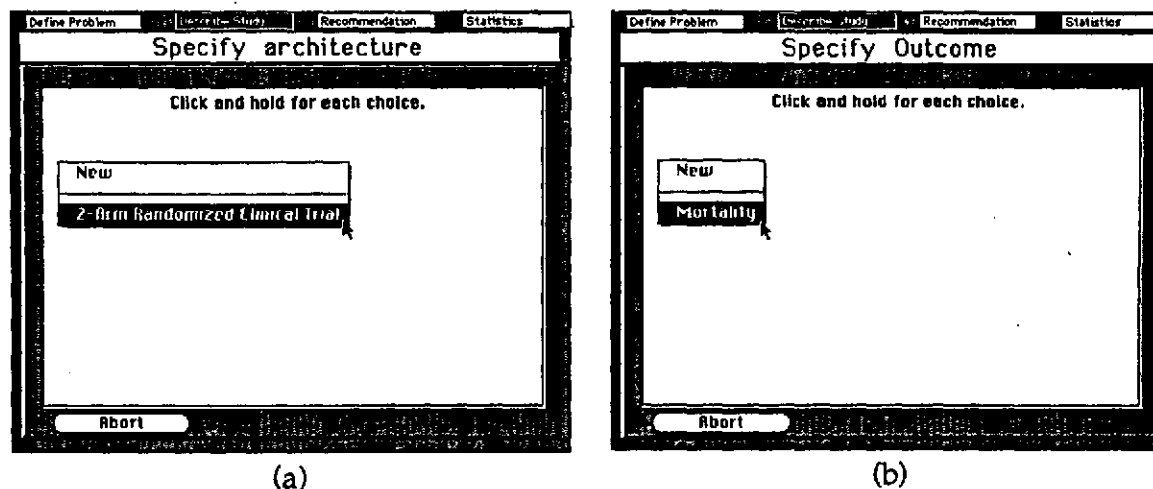 Define Problem Describe Study Recommendation Statistics
Specify architecture
Click and hold for each choice.
New
2-Arm Randomized Clinical Trial
Abort
(a)
Define Problem Describe Study Recommendation Statistics
Specify Outcome
Click and hold for each choice.
New
Mortality
Abort
(b)